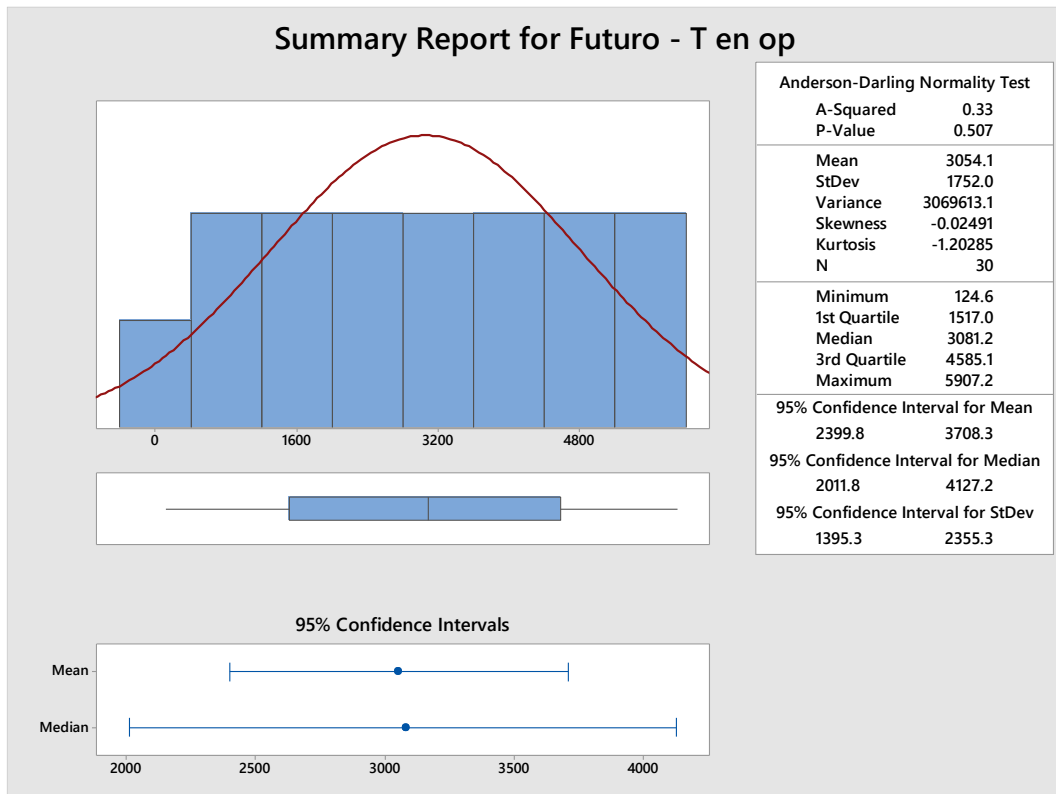 Summary Report for Futuro - T en op
0 1600 3200 4800
Anderson-Darling Normality Test
A-Squared 0.33
P-Value 0.507
Mean 3054.1
StDev 1752.0
Variance 3069613.1
Skewness -0.02491
Kurtosis -1.20285
N 30
Minimum 124.6
1st Quartile 1517.0
Median 3081.2
3rd Quartile 4585.1
Maximum 5907.2
95% Confidence Interval for Mean
2399.8 3708.3
95% Confidence Interval for Median
2011.8 4127.2
95% Confidence Interval for StDev
1395.3 2355.3
95% Confidence Intervals
Mean
Median
2000 2500 3000 3500 4000